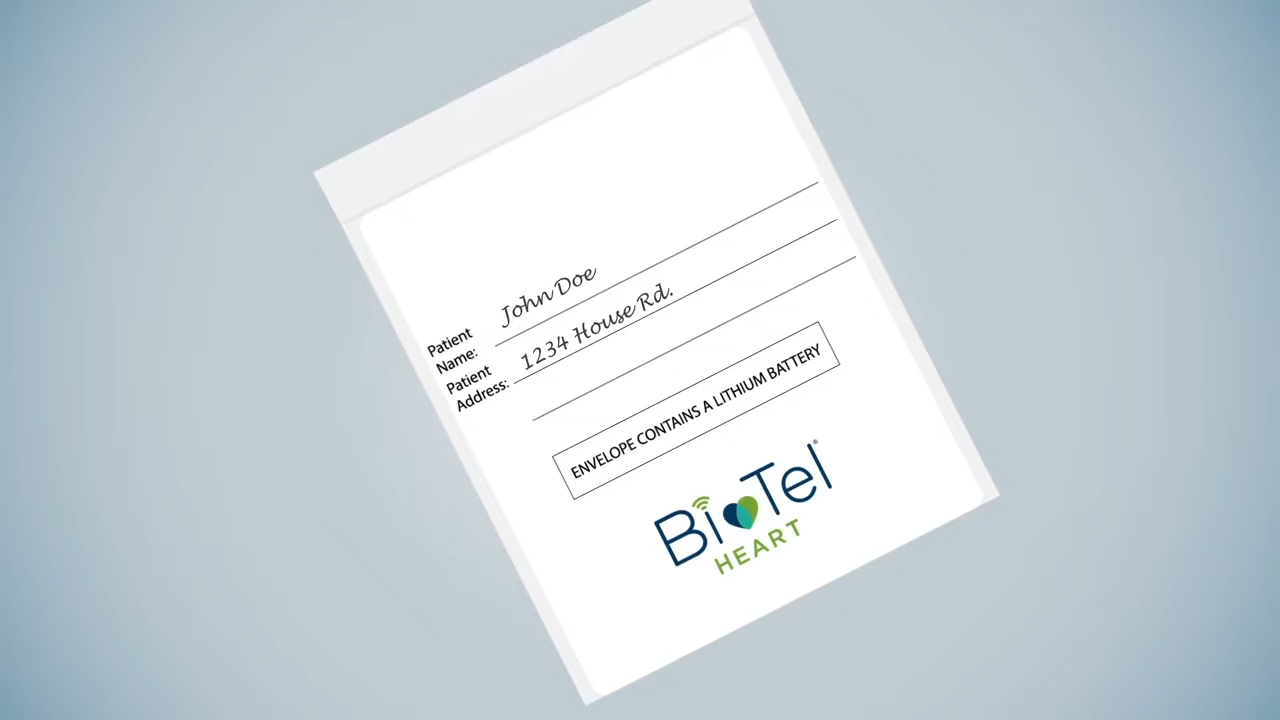 Patient
Name: John Doe
Patient
Address: 1234 House Rd.
ENVELOPE CONTAINS A LITHIUM BATTERY
BioTel®
HEART